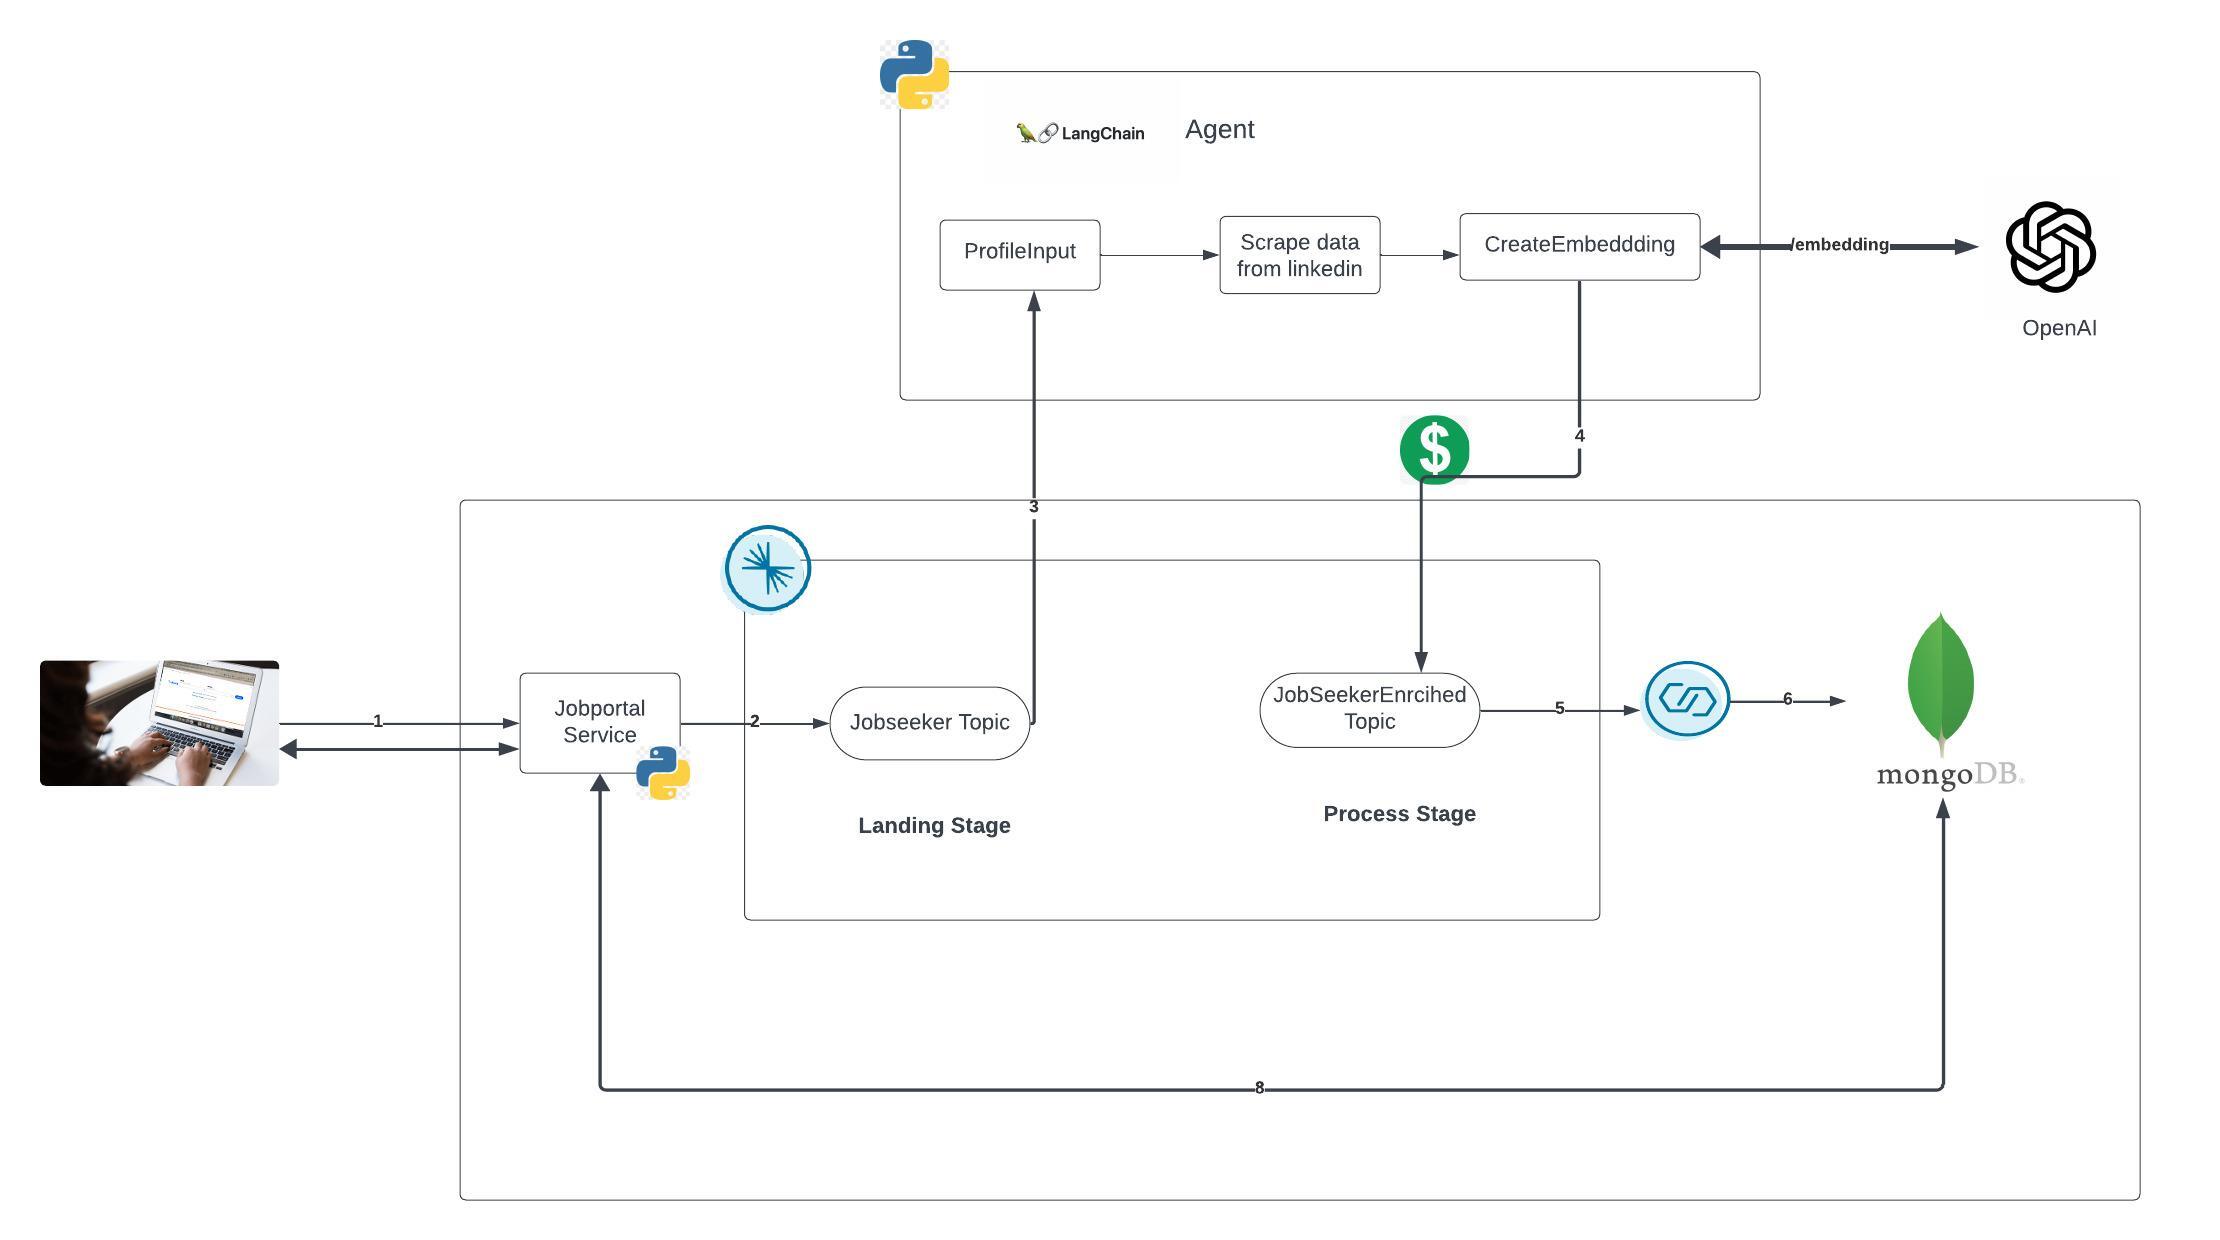 LangChain
Agent
ProfileInput
Scrape data
from linkedin
CreateEmbeddding
/embedding
OpenAI
4
$
3
Jobportal
Service
1
2
Jobseeker Topic
JobSeekerEnrcihed
Topic
5
6
mongoDB
Landing Stage
Process Stage
8